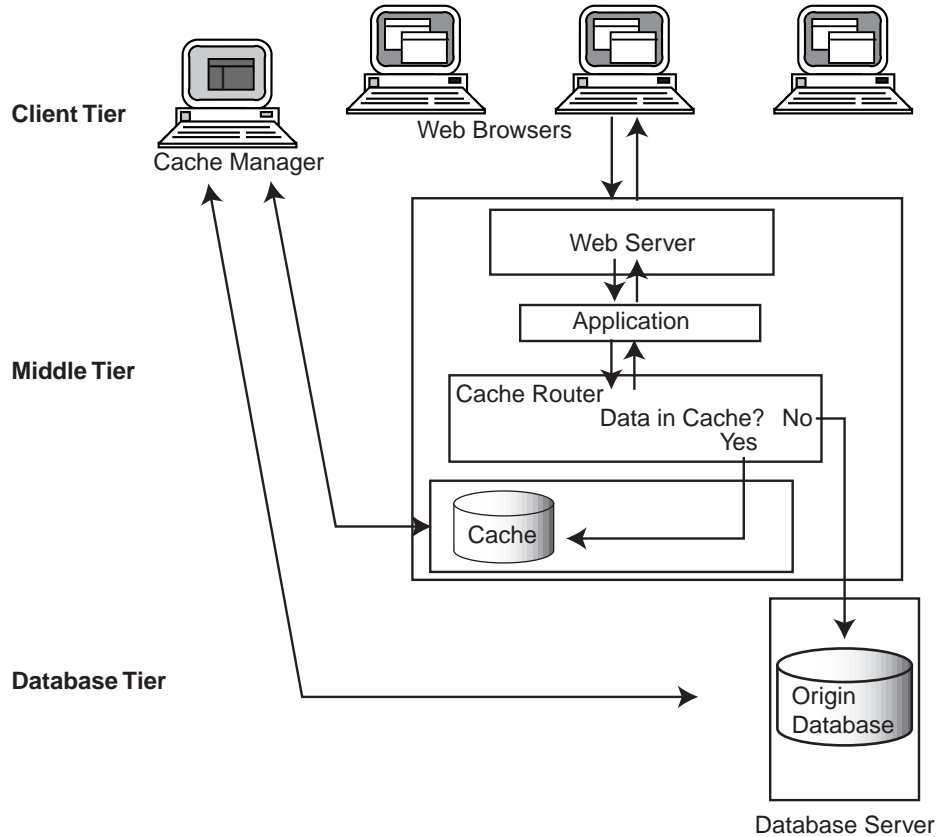 Client Tier
Web Browsers
Cache Manager
Web Server
Application
Middle Tier
Cache Router
Data in Cache? No
Yes
Cache
Database Tier
Origin
Database
Database Server